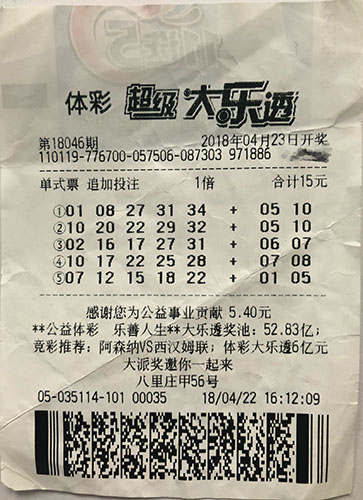 体彩 超级大乐透
第18046期 2018年04月23日开奖
110119-776700-057506-087303 971886
单式票 追加投注 1倍 合计15元
①01 08 27 31 34 + 05 10
②10 20 22 29 32 + 05 10
③02 16 17 27 31 + 06 07
④10 17 22 25 28 + 07 08
⑤07 12 15 18 22 + 01 05
感谢您为公益事业贡献 5.40元
**公益体彩 乐善人生**大乐透奖池：52.83亿；
竞彩推荐：阿森纳VS西汉姆联；体彩大乐透6亿元
大派奖邀你一起来
八里庄甲56号
05-035114-101 00035 18/04/22 16:12:09